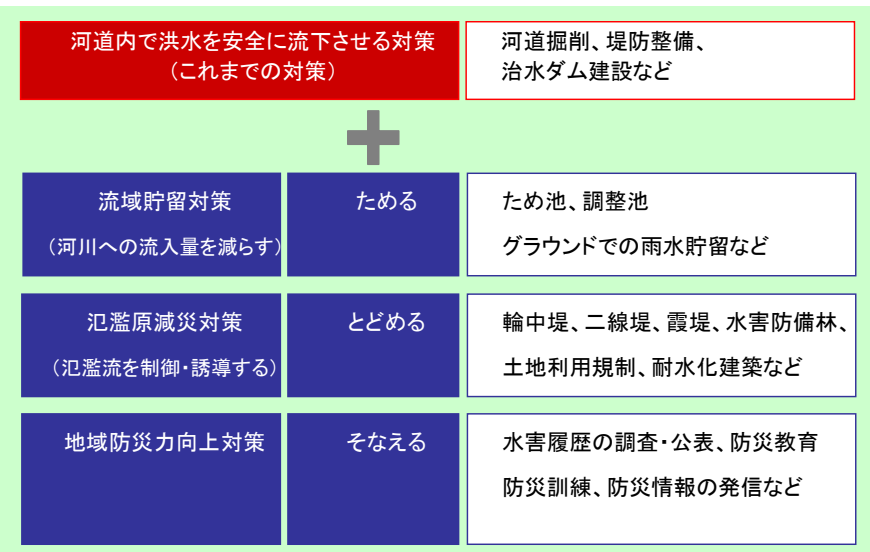 河道内で洪水を安全に流下させる対策
（これまでの対策）
河道掘削、堤防整備、
治水ダム建設など
流域貯留対策
（河川への流入量を減らす）
ためる
ため池、調整池
グラウンドでの雨水貯留など
氾濫原減災対策
（氾濫流を制御・誘導する）
とどめる
輪中堤、二線堤、霞堤、水害防備林、
土地利用規制、耐水化建築など
地域防災力向上対策
そなえる
水害履歴の調査・公表、防災教育
防災訓練、防災情報の発信など